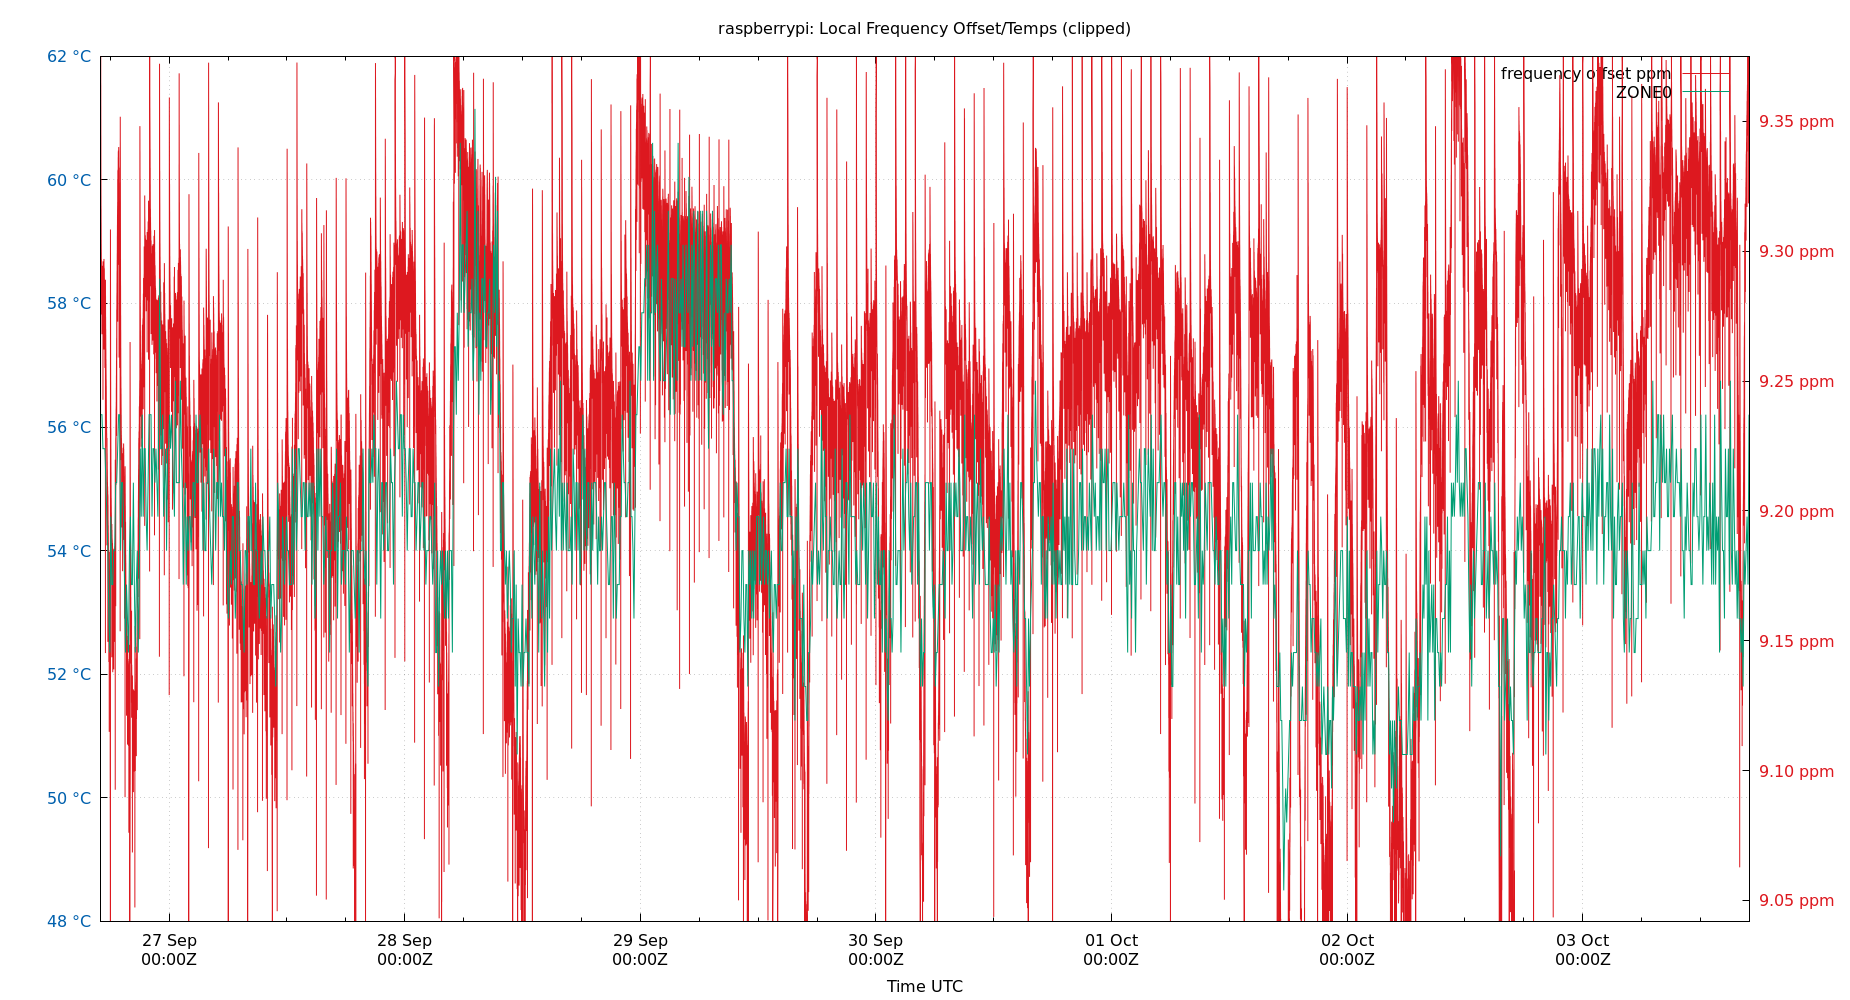 raspberrypi: Local Frequency Offset/Temps (clipped)
62 °C
60 °C
58 °C
56 °C
54 °C
52 °C
50 °C
48 °C
frequency offset ppm
ZONE0
9.35 ppm
9.30 ppm
9.25 ppm
9.20 ppm
9.15 ppm
9.10 ppm
9.05 ppm
27 Sep
00:00Z
28 Sep
00:00Z
29 Sep
00:00Z
30 Sep
00:00Z
01 Oct
00:00Z
02 Oct
00:00Z
03 Oct
00:00Z
Time UTC